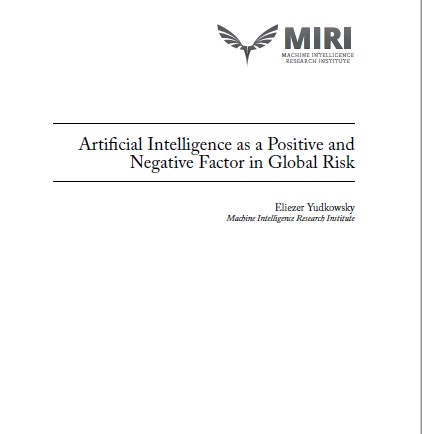 MIRI
MACHINE INTELLIGENCE
RESEARCH INSTITUTE
Artificial Intelligence as a Positive and
Negative Factor in Global Risk
Eliezer Yudkowsky
Machine Intelligence Research Institute